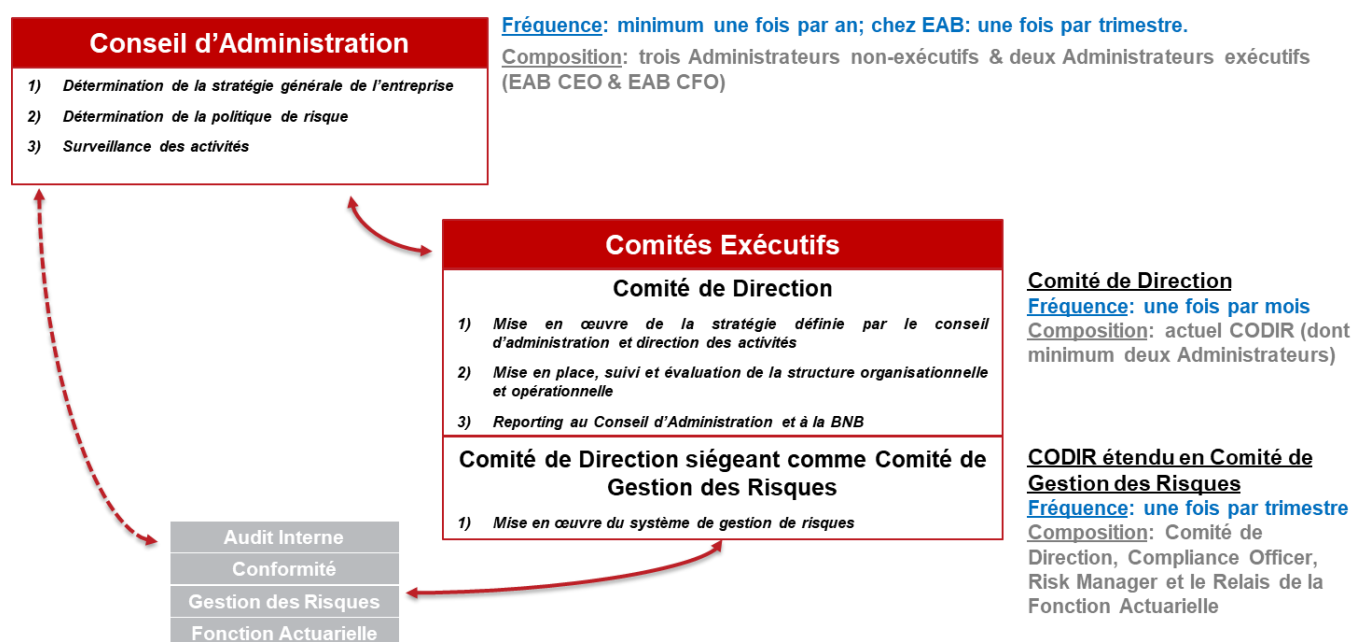 Conseil d'Administration
1) Détermination de la stratégie générale de l'entreprise
2) Détermination de la politique de risque
3) Surveillance des activités
Fréquence: minimum une fois par an; chez EAB: une fois par trimestre.
Composition: trois Administrateurs non-exécutifs & deux Administrateurs exécutifs
(EAB CEO & EAB CFO)
Comités Exécutifs
Comité de Direction
1) Mise en œuvre de la stratégie définie par le conseil
d'administration et direction des activités
2) Mise en place, suivi et évaluation de la structure organisationnelle
et opérationnelle
3) Reporting au Conseil d'Administration et à la BNB
Comité de Direction
Fréquence: une fois par mois
Composition: actuel CODIR (dont
minimum deux Administrateurs)
Comité de Direction siégeant comme Comité de
Gestion des Risques
1) Mise en œuvre du système de gestion de risques
CODIR étendu en Comité de
Gestion des Risques
Fréquence: une fois par trimestre
Composition: Comité de
Direction, Compliance Officer,
Risk Manager et le Relais de la
Fonction Actuarielle
Audit Interne
Conformité
Gestion des Risques
Fonction Actuarielle